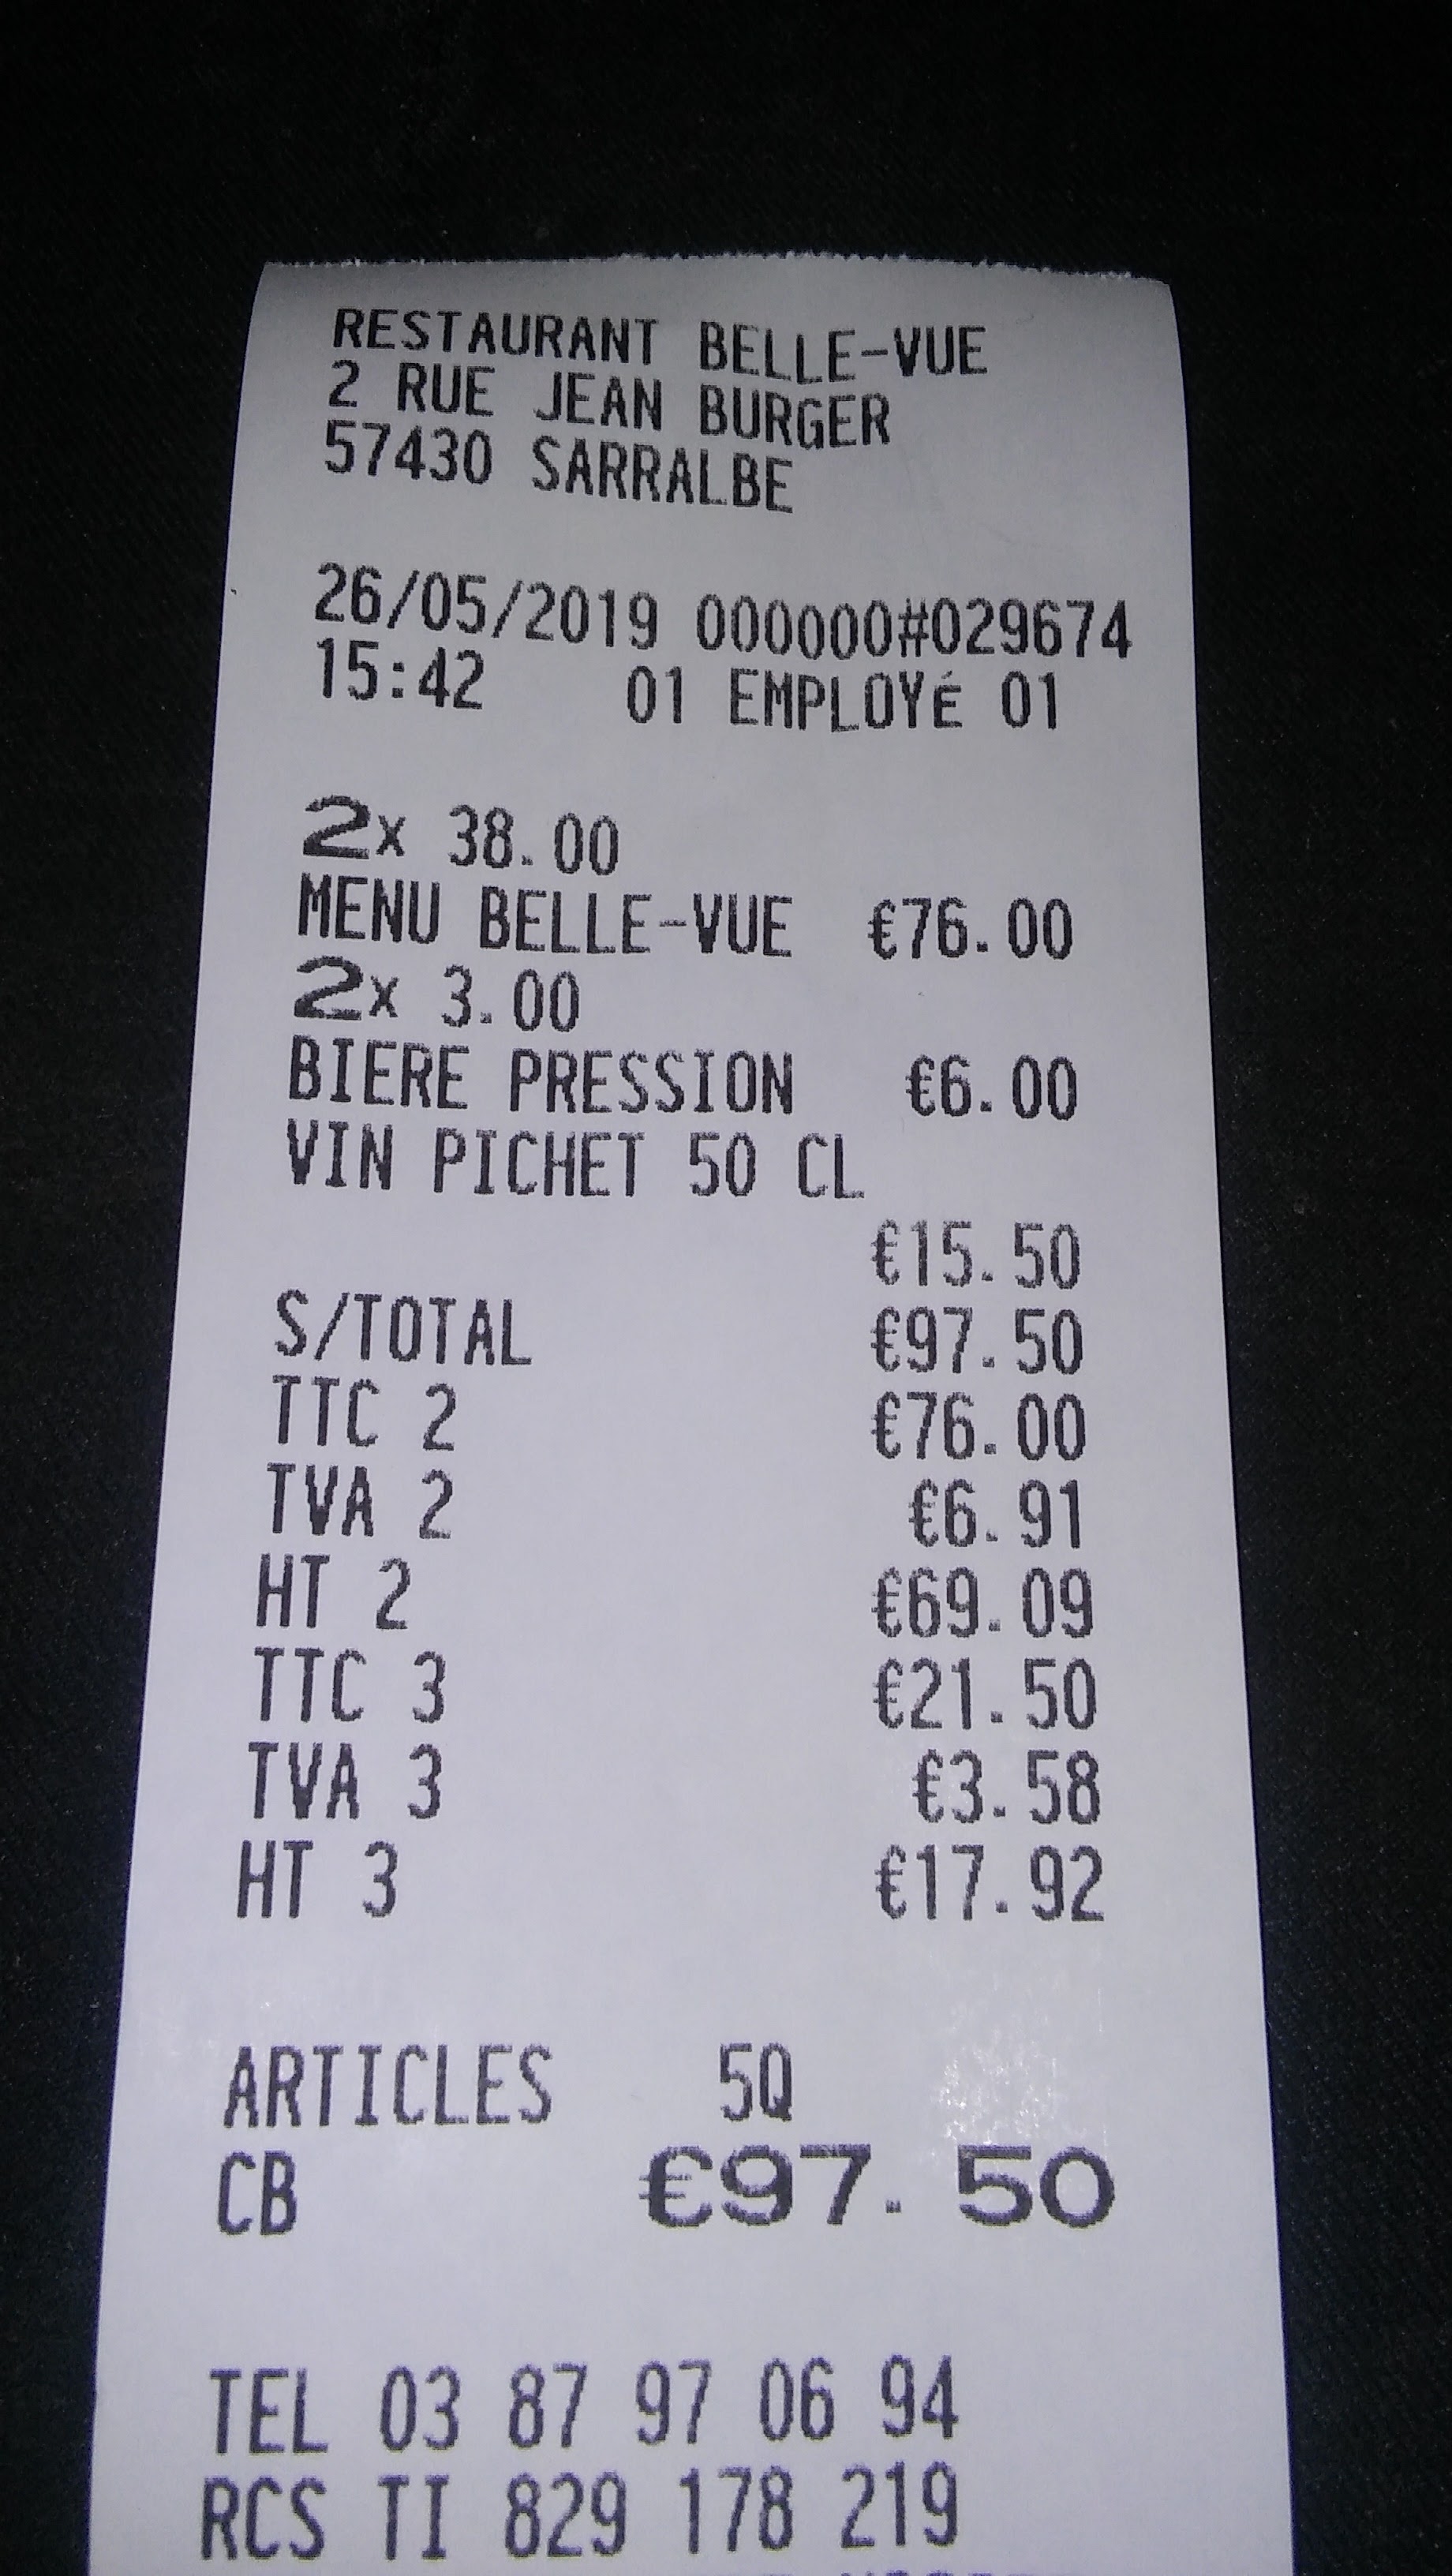 RESTAURANT BELLE-VUE
2 RUE JEAN BURGER
57430 SARRALBE
26/05/2019 000000#029674
15:42 01 EMPLOYÉ 01
2x 38.00
MENU BELLE-VUE €76.00
2x 3.00
BIERE PRESSION €6.00
VIN PICHET 50 CL
€15.50
S/TOTAL €97.50
TTC 2 €76.00
TVA 2 €6.91
HT 2 €69.09
TTC 3 €21.50
TVA 3 €3.58
HT 3 €17.92
ARTICLES 5Q
CB €97.50
TEL 03 87 97 06 94
RCS TI 829 178 219